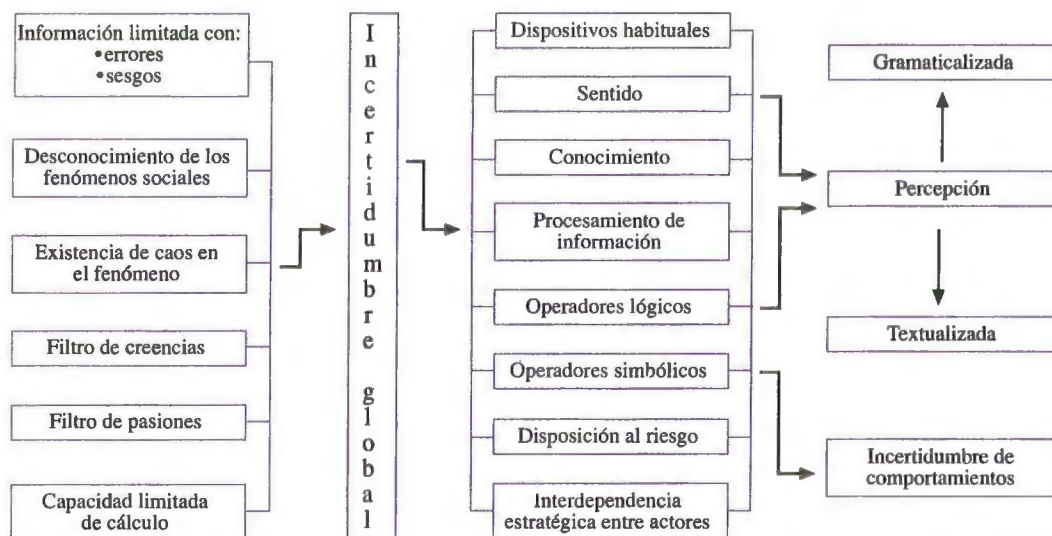 Información limitada con:
•errores
•sesgos
Desconocimiento de los
fenómenos sociales
Existencia de caos en
el fenómeno
Filtro de creencias
Filtro de pasiones
Capacidad limitada
de cálculo
Incertidumbre global
Dispositivos habituales
Sentido
Conocimiento
Procesamiento de
información
Operadores lógicos
Operadores simbólicos
Disposición al riesgo
Interdependencia
estratégica entre actores
Gramaticalizada
Percepción
Textualizada
Incertidumbre de
comportamientos